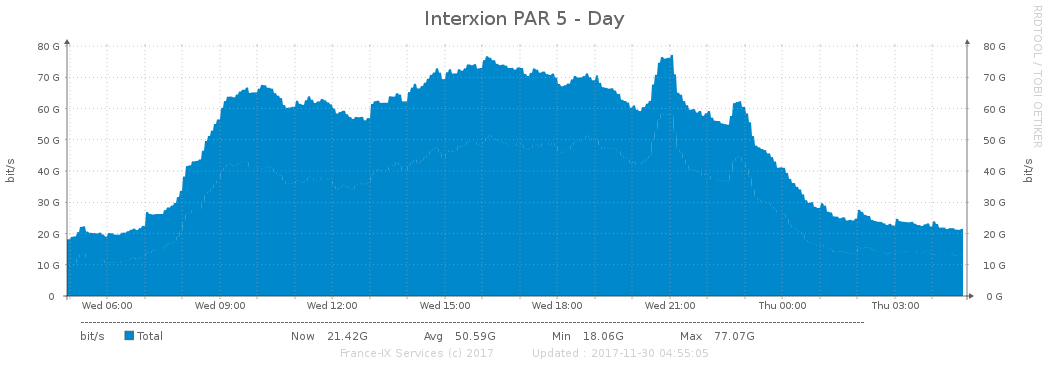 Interxion PAR 5 - Day
RRDTOOL / TOBI OETIKER
80 G 80 G
70 G 70 G
60 G 60 G
50 G 50 G
40 G 40 G
30 G 30 G
20 G 20 G
10 G 10 G
0 0 G
bit/s bit/s
Wed 06:00 Wed 09:00 Wed 12:00 Wed 15:00 Wed 18:00 Wed 21:00 Thu 00:00 Thu 03:00
bit/s Total Now 21.42G Avg 50.59G Min 18.06G Max 77.07G
France-IX Services (c) 2017 Updated : 2017-11-30 04:55:05